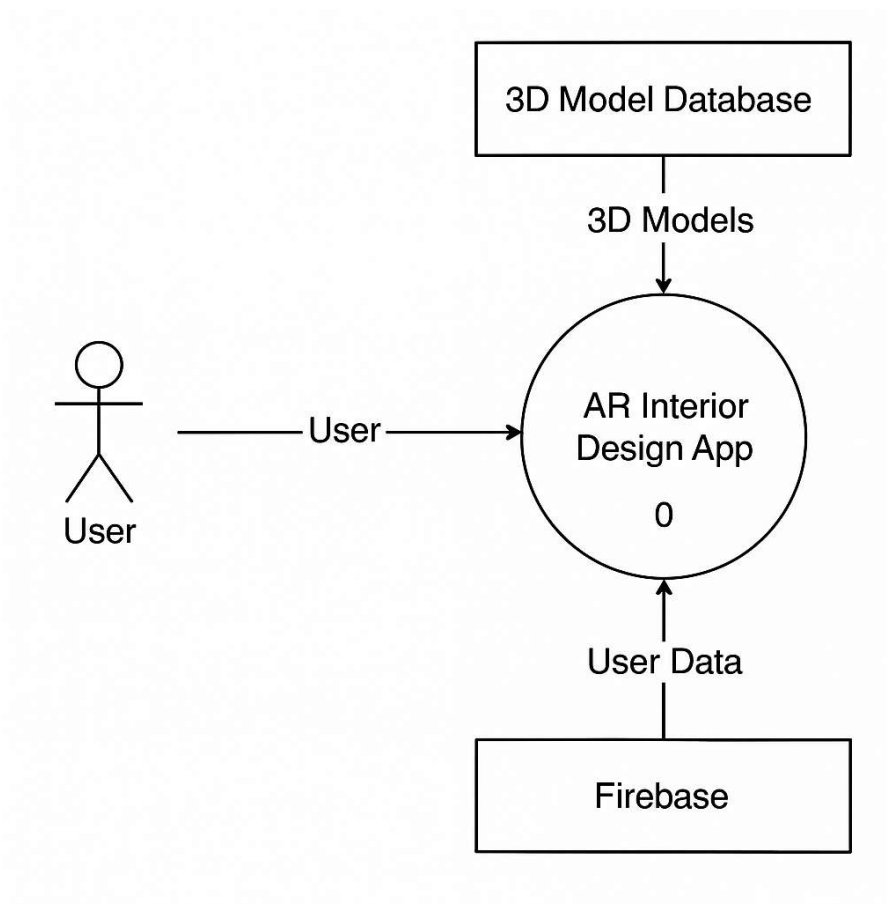 3D Model Database
3D Models
User
User
AR Interior
Design App
0
User Data
Firebase